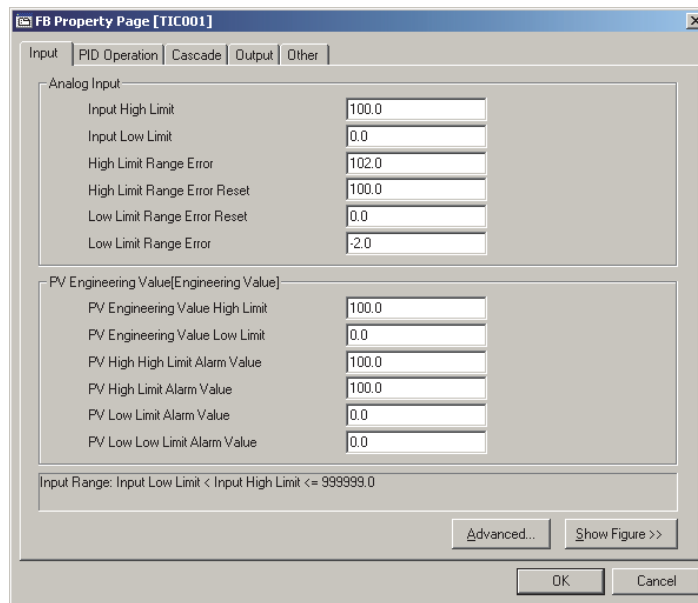 FB Property Page [TIC001]
Input PID Operation Cascade Output Other
Analog Input
Input High Limit 100.0
Input Low Limit 0.0
High Limit Range Error 102.0
High Limit Range Error Reset 100.0
Low Limit Range Error Reset 0.0
Low Limit Range Error -2.0
PV Engineering Value[Engineering Value]
PV Engineering Value High Limit 100.0
PV Engineering Value Low Limit 0.0
PV High High Limit Alarm Value 100.0
PV High Limit Alarm Value 100.0
PV Low Limit Alarm Value 0.0
PV Low Low Limit Alarm Value 0.0
Input Range: Input Low Limit < Input High Limit <= 999999.0
Advanced... Show Figure >>
OK Cancel